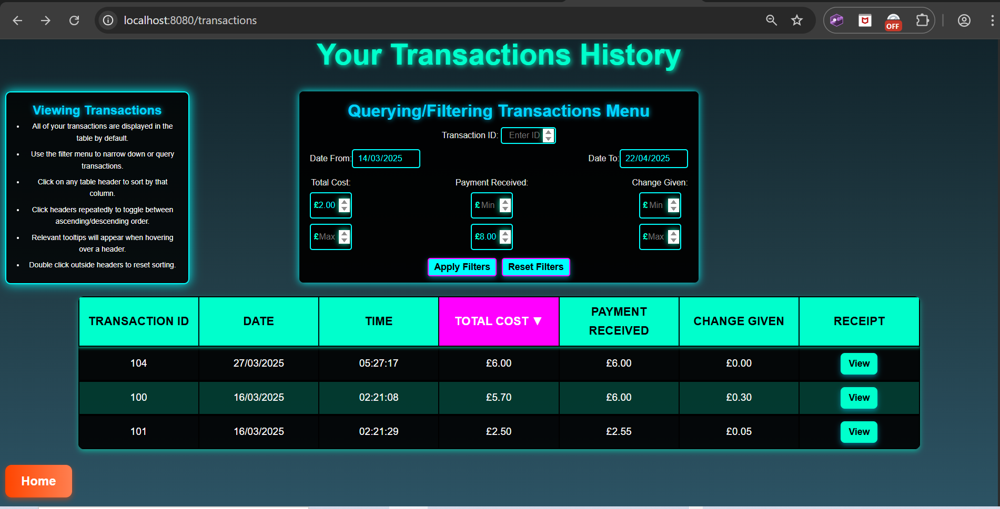 localhost:8080/transactions
OFF
Your Transactions History
Viewing Transactions
• All of your transactions are displayed in the
table by default.
• Use the filter menu to narrow down or query
transactions.
• Click on any table header to sort by that
column.
• Click headers repeatedly to toggle between
ascending/descending order.
• Relevant tooltips will appear when hovering
over a header.
• Double click outside headers to reset sorting.
Querying/Filtering Transactions Menu
Transaction ID: Enter ID
Date From: 14/03/2025 Date To: 22/04/2025
Total Cost: Payment Received: Change Given:
£2.00 £ Min £ Min
£Max £8.00 £Max
Apply Filters Reset Filters
TRANSACTION ID DATE TIME TOTAL COST ▼ PAYMENT
RECEIVED CHANGE GIVEN RECEIPT
104 27/03/2025 05:27:17 £6.00 £6.00 £0.00 View
100 16/03/2025 02:21:08 £5.70 £6.00 £0.30 View
101 16/03/2025 02:21:29 £2.50 £2.55 £0.05 View
Home